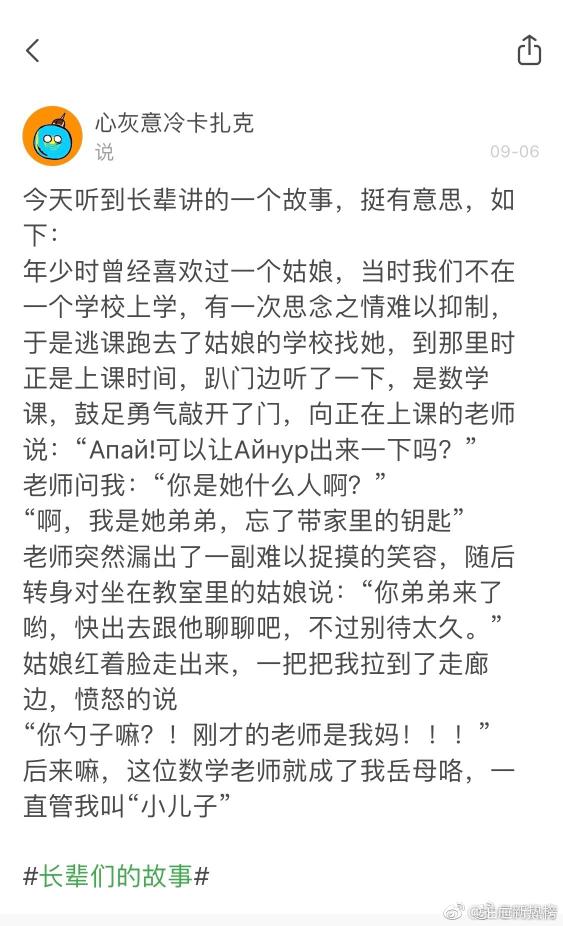 心灰意冷卡扎克
说
09-06
今天听到长辈讲的一个故事，挺有意思，如
下：
年少时曾经喜欢过一个姑娘，当时我们不在
一个学校上学，有一次思念之情难以抑制，
于是逃课跑去了姑娘的学校找她，到那里时
正是上课时间，趴门边听了一下，是数学
课，鼓足勇气敲开了门，向正在上课的老师
说：“Апай!可以让Айнур出来一下吗？”
老师问我：“你是她什么人啊？”
“啊，我是她弟弟，忘了带家里的钥匙”
老师突然漏出了一副难以捉摸的笑容，随后
转身对坐在教室里的姑娘说：“你弟弟来了
哟，快出去跟他聊聊吧，不过别待太久。”
姑娘红着脸走出来，一把把我拉到了走廊
边，愤怒的说
“你勺子嘛？！刚才的老师是我妈！！！”
后来嘛，这位数学老师就成了我岳母咯，一
直管我叫“小儿子”
#长辈们的故事#